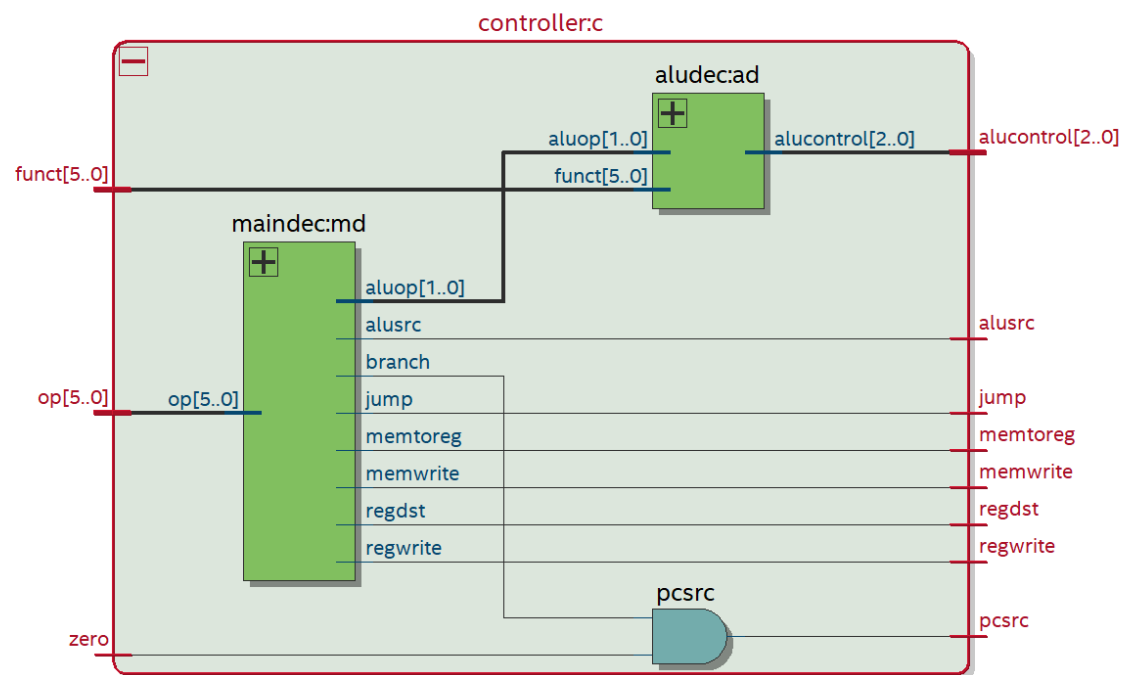 controller:c
aludec:ad
aluop[1..0]
alucontrol[2..0]
alucontrol[2..0]
funct[5..0]
funct[5..0]
maindec:md
aluop[1..0]
alusrc
alusrc
branch
op[5..0]
op[5..0]
jump
jump
memtoreg
memtoreg
memwrite
memwrite
regdst
regdst
regwrite
regwrite
pcsrc
zero
pcsrc